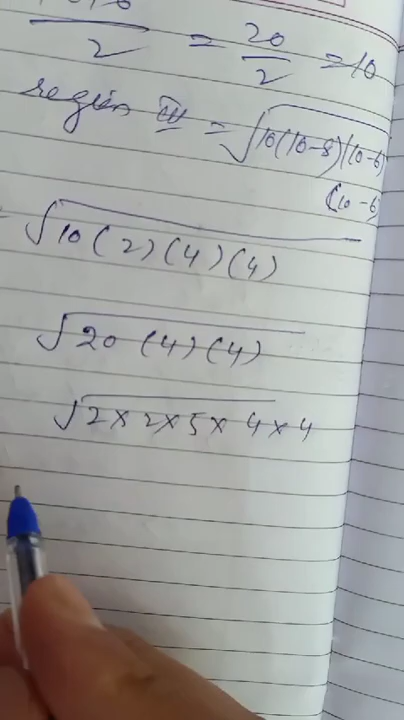 2 = 20/2 = 10
region III = √10(10-8)(10-6)
(10-6
= √10(2)(4)(4)
√20 (4)(4)
√2×2×5×4×4